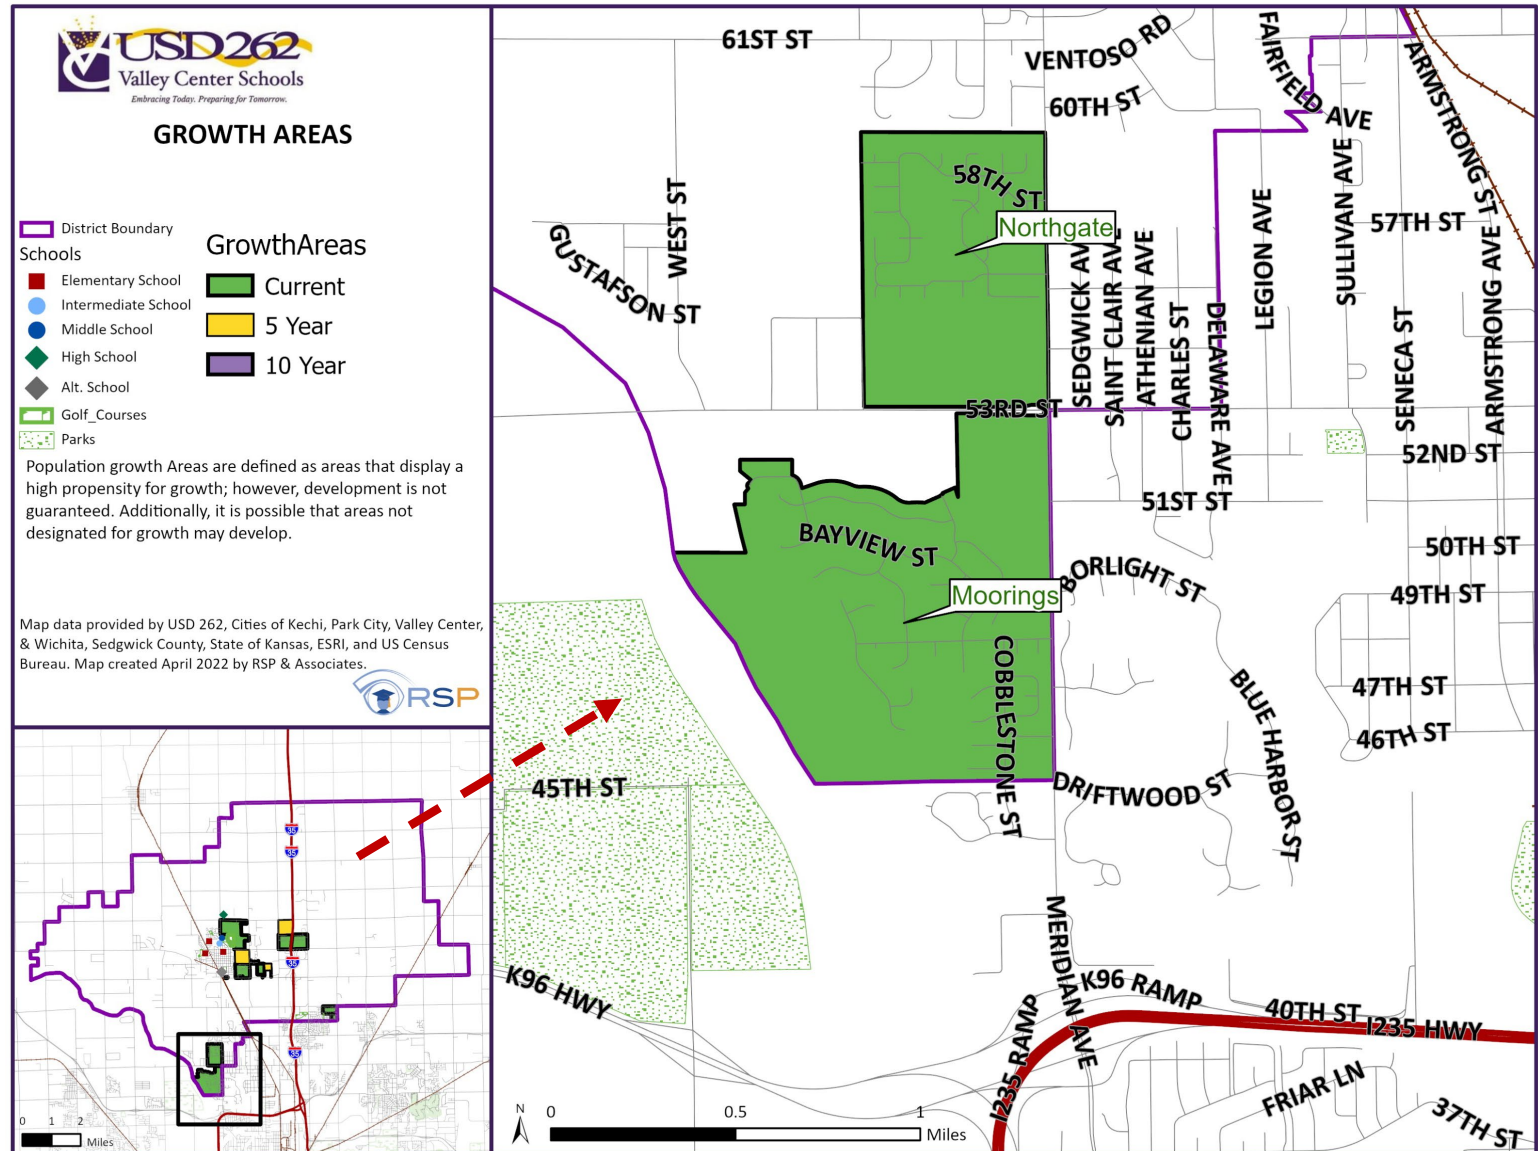 USD262
Valley Center Schools
Embracing Today. Preparing for Tomorrow.
GROWTH AREAS
District Boundary
Schools
Elementary School
Intermediate School
Middle School
High School
Alt. School
Golf_Courses
Parks
GrowthAreas
Current
5 Year
10 Year
Population growth Areas are defined as areas that display a
high propensity for growth; however, development is not
guaranteed. Additionally, it is possible that areas not
designated for growth may develop.
Map data provided by USD 262, Cities of Kechi, Park City, Valley Center,
& Wichita, Sedgwick County, State of Kansas, ESRI, and US Census
Bureau. Map created April 2022 by RSP & Associates.
RSP
35
35
35
35
0 1 2
Miles
61ST ST
VENTOSO RD
FAIRFIELD AVE
ARMSTRONG ST
60TH ST
58TH ST
Northgate
WEST ST
GUSTAFSON ST
SEDGWICK AV
SAINT CLAIR AVE
ATHENIAN AVE
CHARLES ST
DELAWARE AVE
LEGION AVE
SULLIVAN AVE
57TH ST
SENECA ST
ARMSTRONG AVE
53RD ST
52ND ST
51ST ST
BAYVIEW ST
50TH ST
BORLIGHT ST
49TH ST
Moorings
COBBLESTONE ST
47TH ST
BLUE HARBOR ST
46TH ST
45TH ST
DRIFTWOOD ST
MERIDIAN AVE
K96 HWY
K96 RAMP
I235 RAMP
40TH ST
I235 HWY
FRIAR LN
37TH ST
N
0 0.5 1
Miles